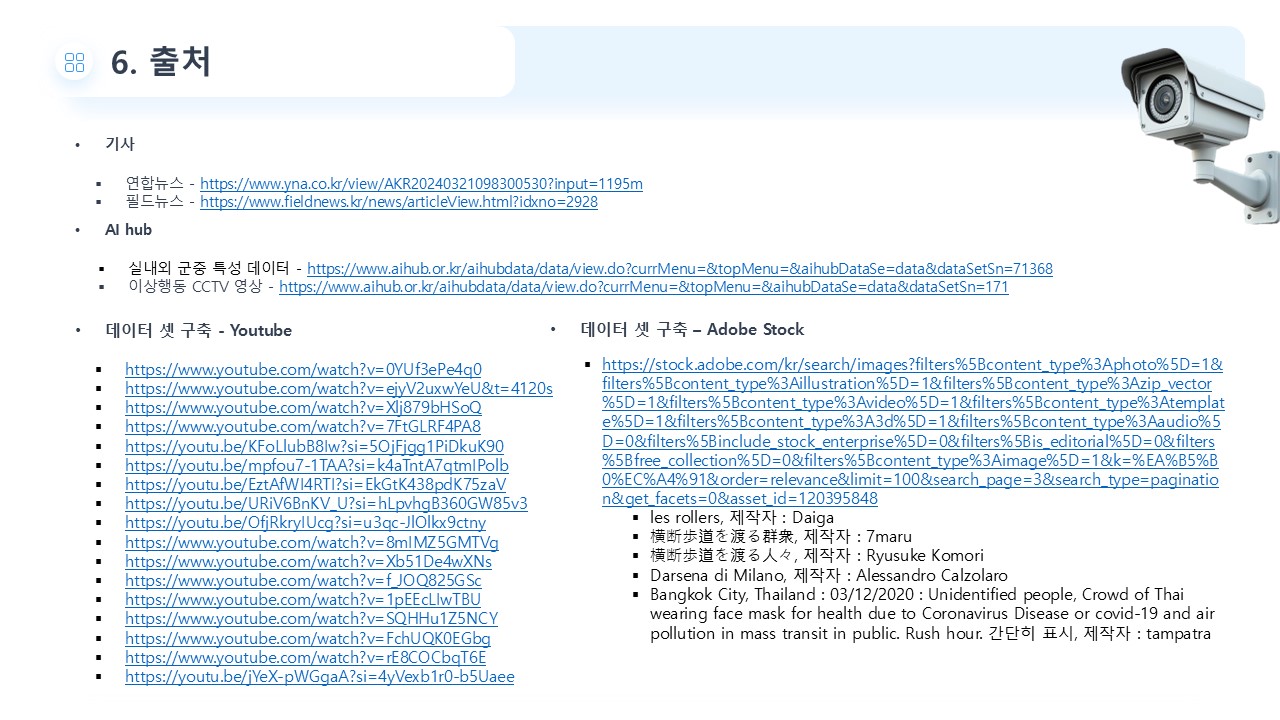 6. 출처
기사
연합뉴스 - https://www.yna.co.kr/view/AKR20240321098300530?input=1195m
필드뉴스 - https://www.fieldnews.kr/news/articleView.html?idxno=2928
AI hub
실내외 군중 특성 데이터 - https://www.aihub.or.kr/aihubdata/data/view.do?currMenu=&topMenu=&aihubDataSe=data&dataSetSn=71368
이상행동 CCTV 영상 - https://www.aihub.or.kr/aihubdata/data/view.do?currMenu=&topMenu=&aihubDataSe=data&dataSetSn=171
데이터 셋 구축 - Youtube
https://www.youtube.com/watch?v=0YUf3ePe4q0
https://www.youtube.com/watch?v=ejyV2uxwYeU&t=4120s
https://www.youtube.com/watch?v=Xlj879bHSoQ
https://www.youtube.com/watch?v=7FtGLRF4PA8
https://youtu.be/KFoLlubB8Iw?si=5OjFjgg1PiDkuK90
https://youtu.be/mpfou7-1TAA?si=k4aTntA7qtmIPolb
https://youtu.be/EztAfWI4RTI?si=EkGtK438pdK75zaV
https://youtu.be/URiV6BnKV_U?si=hLpvhgB360GW85v3
https://youtu.be/OfjRkryIUcg?si=u3qc-JlOlkx9ctny
https://www.youtube.com/watch?v=8mIMZ5GMTVg
https://www.youtube.com/watch?v=Xb51De4wXNs
https://www.youtube.com/watch?v=f_JOQ825GSc
https://www.youtube.com/watch?v=1pEEcLIwTBU
https://www.youtube.com/watch?v=SQHHu1Z5NCY
https://www.youtube.com/watch?v=FchUQK0EGbg
https://www.youtube.com/watch?v=rE8COCbqT6E
https://youtu.be/jYeX-pWGgaA?si=4yVexb1r0-b5Uaee
데이터 셋 구축 – Adobe Stock
https://stock.adobe.com/kr/search/images?filters%5Bcontent_type%3Aphoto%5D=1&
filters%5Bcontent_type%3Aillustration%5D=1&filters%5Bcontent_type%3Azip_vector
%5D=1&filters%5Bcontent_type%3Avideo%5D=1&filters%5Bcontent_type%3Atemplat
e%5D=1&filters%5Bcontent_type%3A3d%5D=1&filters%5Bcontent_type%3Aaudio%5
D=0&filters%5Binclude_stock_enterprise%5D=0&filters%5Bis_editorial%5D=0&filters
%5Bfree_collection%5D=0&filters%5Bcontent_type%3Aimage%5D=1&k=%EA%B5%B
0%EC%A4%91&order=relevance&limit=100&search_page=3&search_type=paginatio
n&get_facets=0&asset_id=120395848
les rollers, 제작자 : Daiga
横断歩道を渡る群衆, 제작자 : 7maru
横断歩道を渡る人々, 제작자 : Ryusuke Komori
Darsena di Milano, 제작자 : Alessandro Calzolaro
Bangkok City, Thailand : 03/12/2020 : Unidentified people, Crowd of Thai
wearing face mask for health due to Coronavirus Disease or covid-19 and air
pollution in mass transit in public. Rush hour. 간단히 표시, 제작자 : tampatra